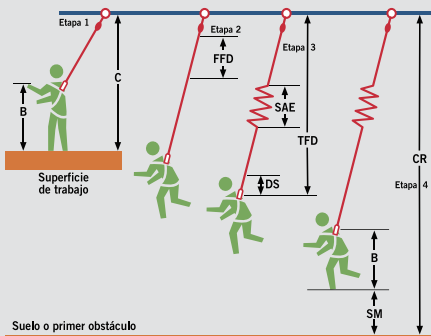 Etapa 1
Etapa 2
Etapa 3
Etapa 4
C
FFD
B
SAE
TFD
CR
DS
B
SM
Superficie
de trabajo
Suelo o primer obstáculo